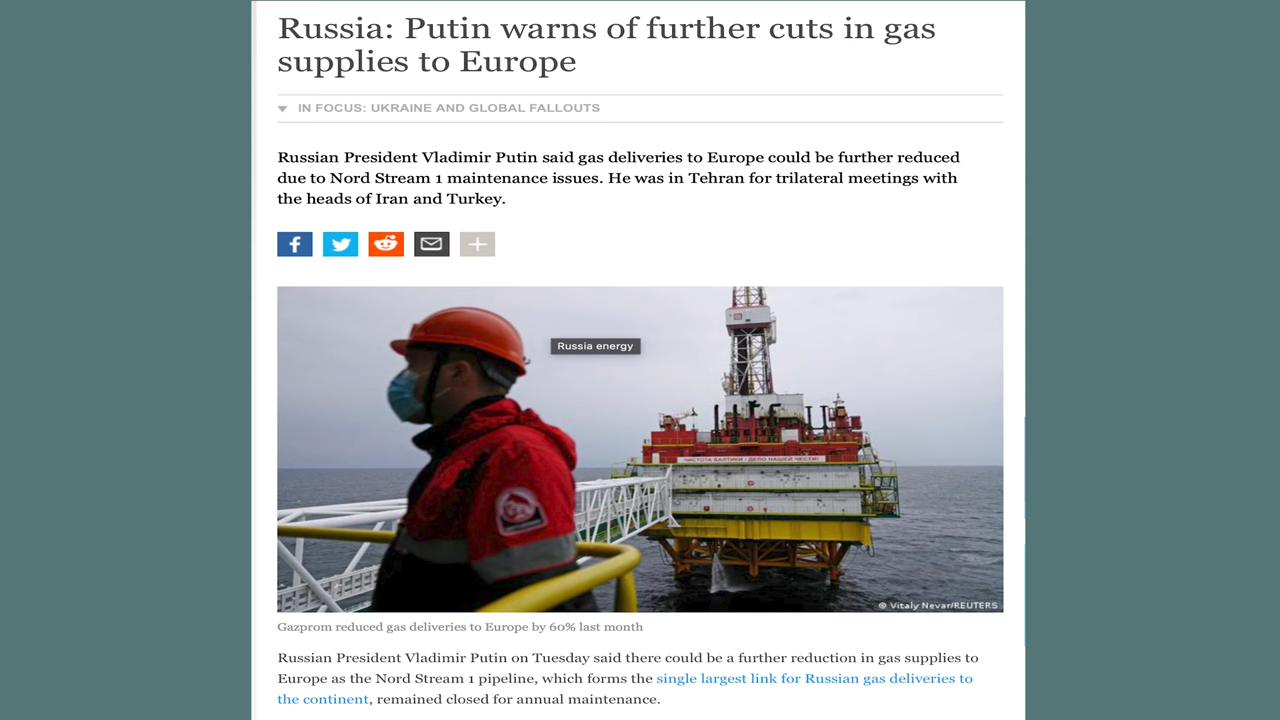 Russia: Putin warns of further cuts in gas
supplies to Europe
IN FOCUS: UKRAINE AND GLOBAL FALLOUTS
Russian President Vladimir Putin said gas deliveries to Europe could be further reduced
due to Nord Stream 1 maintenance issues. He was in Tehran for trilateral meetings with
the heads of Iran and Turkey.
Russia energy
ЧИСТОТА БАЛТИКИ - ДЕЛО НАШЕЙ ЧЕСТИ!
© Vitaly Nevar/REUTERS
Gazprom reduced gas deliveries to Europe by 60% last month
Russian President Vladimir Putin on Tuesday said there could be a further reduction in gas supplies to
Europe as the Nord Stream 1 pipeline, which forms the single largest link for Russian gas deliveries to
the continent, remained closed for annual maintenance.